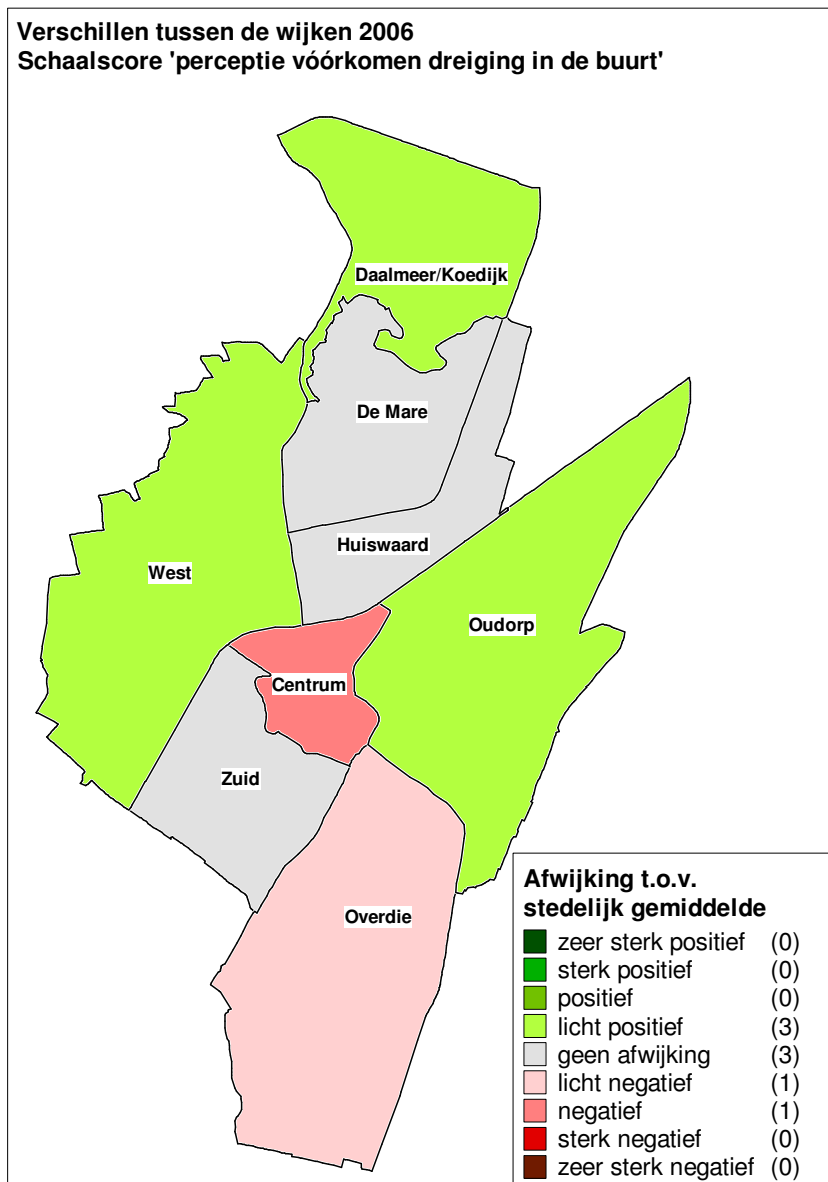 Verschillen tussen de wijken 2006
Schaalscore 'perceptie vóórkomen dreiging in de buurt'
Daalmeer/Koedijk
De Mare
Huiswaard
West
Oudorp
Centrum
Zuid
Overdie
Afwijking t.o.v.
stedelijk gemiddelde
zeer sterk positief (0)
sterk positief (0)
positief (0)
licht positief (3)
geen afwijking (3)
licht negatief (1)
negatief (1)
sterk negatief (0)
zeer sterk negatief (0)